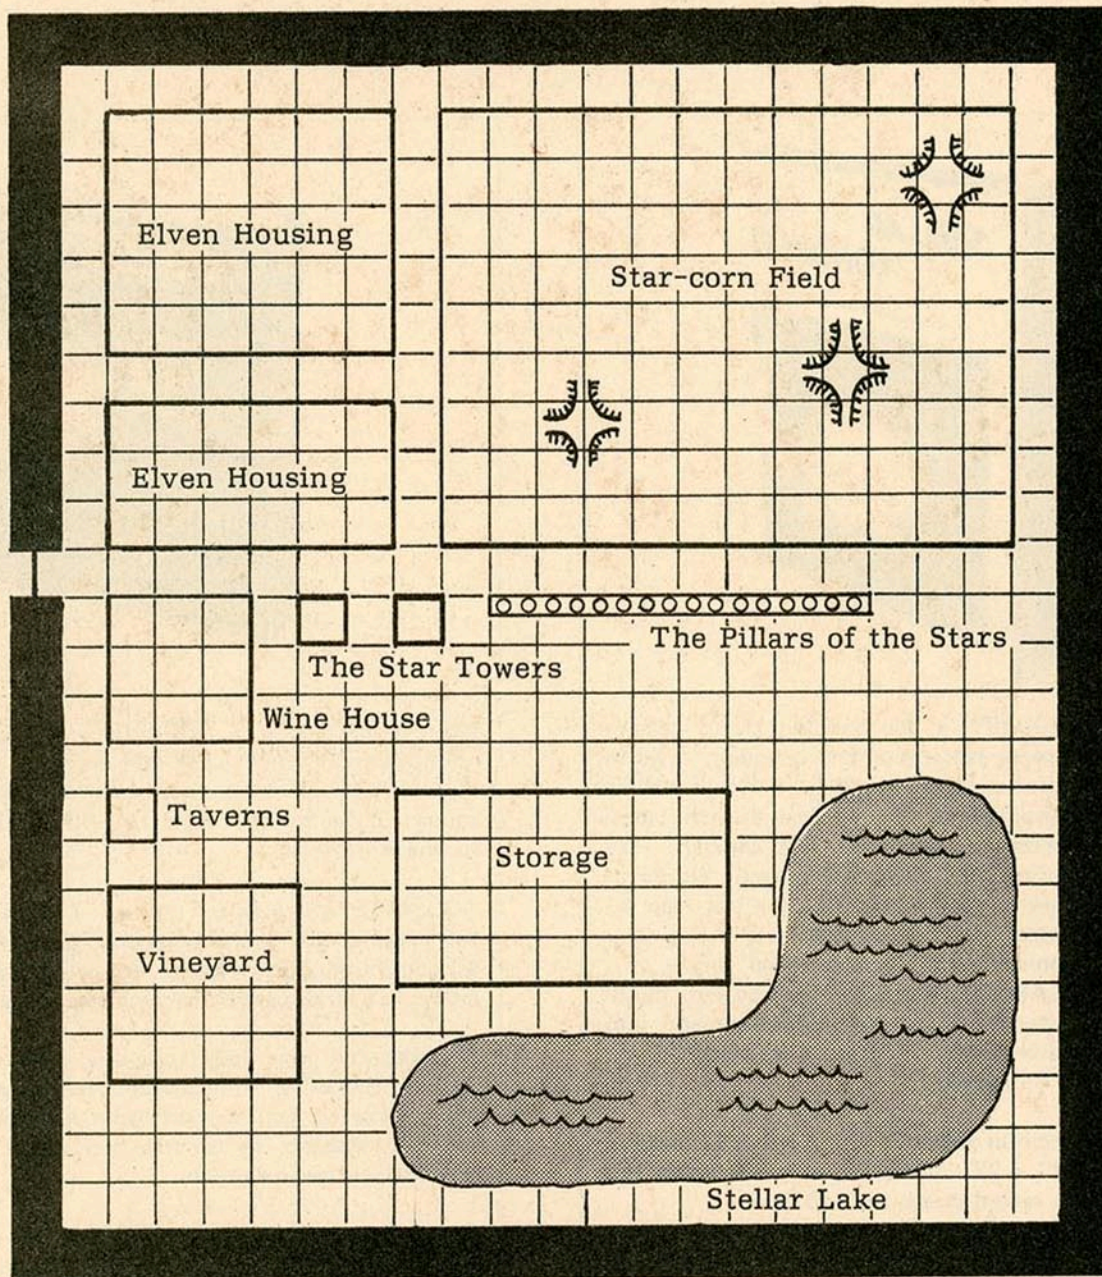 Elven Housing
Star-corn Field
Elven Housing
The Pillars of the Stars
The Star Towers
Wine House
Taverns
Storage
Vineyard
Stellar Lake